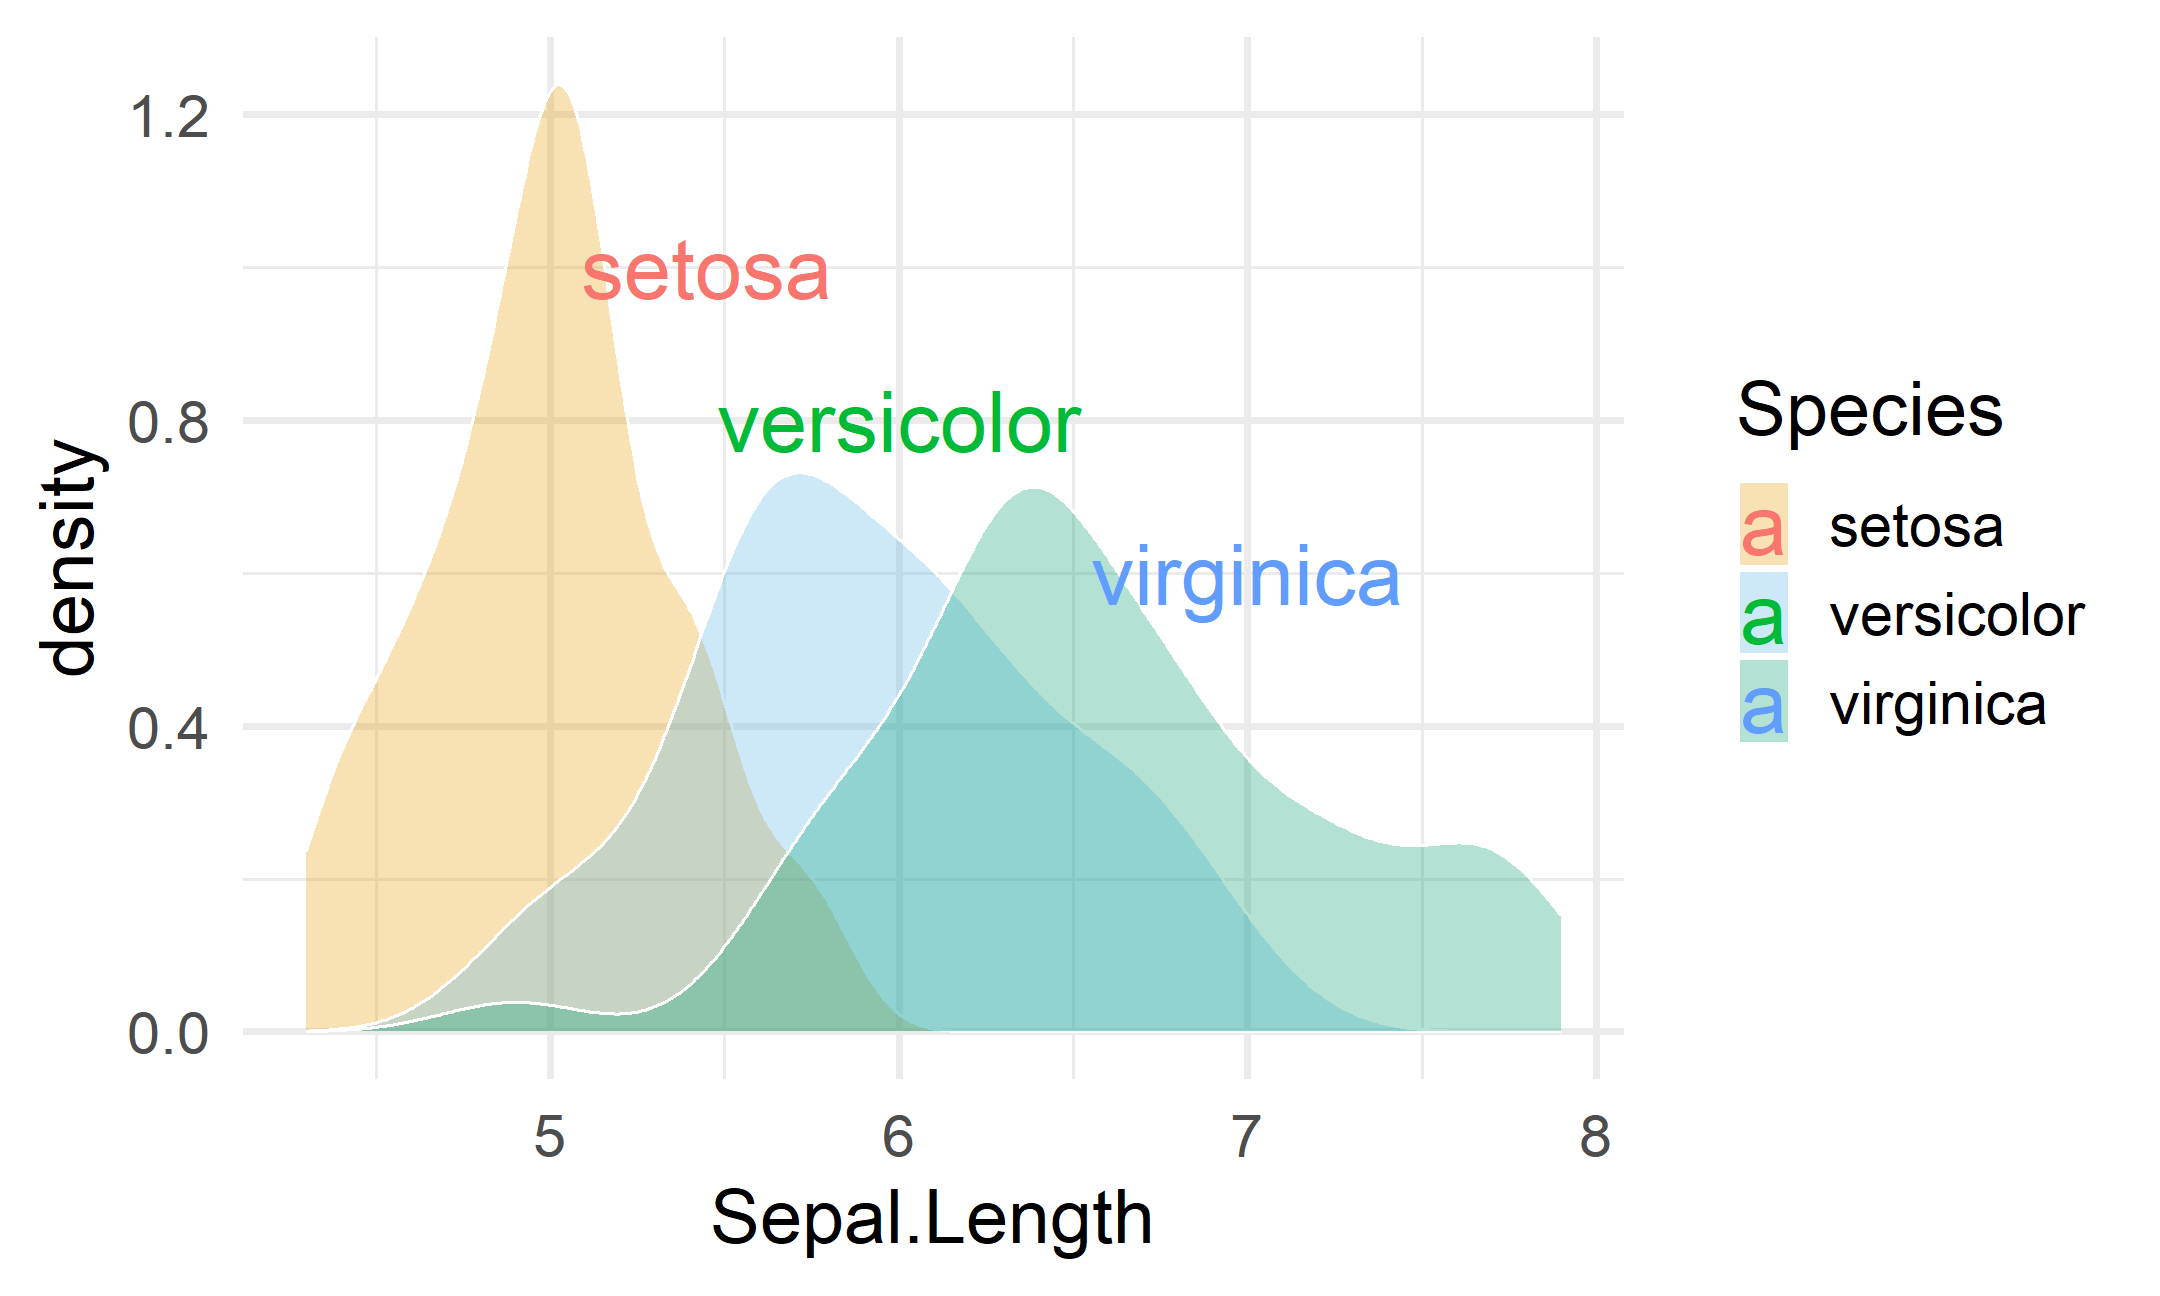 1.2
0.8
0.4
0.0
density
setosa
versicolor
virginica
5 6 7 8
Sepal.Length
Species
a setosa
a versicolor
a virginica